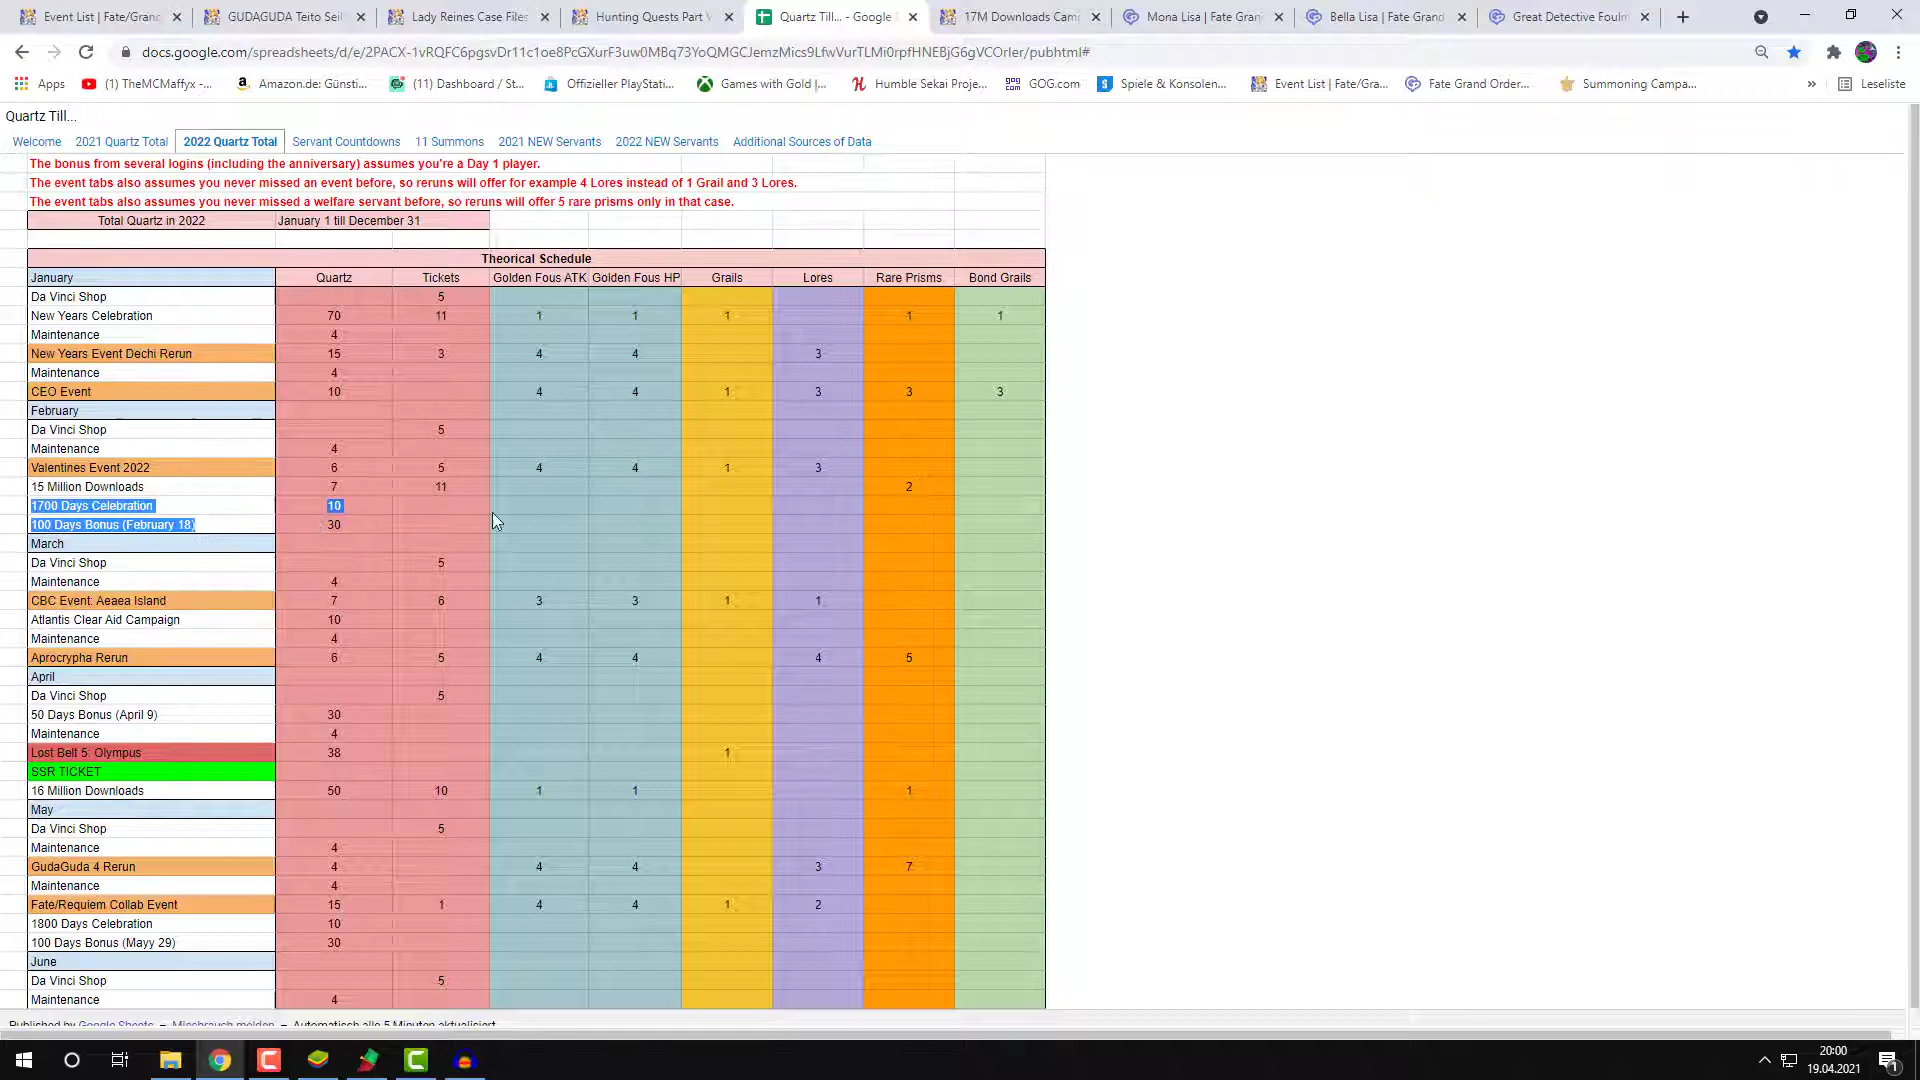 Event List | Fate/Grand
GUDAGUDA Teito Seih
Lady Reines Case Files
Hunting Quests Part V
Quartz Till... - Google D
17M Downloads Cam
Mona Lisa | Fate Gran
Bella Lisa | Fate Grand
Great Detective Foulm
docs.google.com/spreadsheets/d/e/2PACX-1vRQFC6pgsvDr11c1oe8PcGXurF3uw0MBq73YoQMGCJemzMics9LfwVurTLMi0rpfHNEBjG6gVCOrler/pubhtml#
Apps
(1) TheMCMaffyx -...
Amazon.de: Günsti...
(11) Dashboard / St...
Offizieller PlayStati...
Games with Gold |...
Humble Sekai Proje...
GOG.com
Spiele & Konsolen...
Event List | Fate/Gra...
Fate Grand Order...
Summoning Campa...
»
Leseliste
Quartz Till...
Welcome 2021 Quartz Total 2022 Quartz Total Servant Countdowns 11 Summons 2021 NEW Servants 2022 NEW Servants Additional Sources of Data
The bonus from several logins (including the anniversary) assumes you're a Day 1 player.
The event tabs also assumes you never missed an event before, so reruns will offer for example 4 Lores instead of 1 Grail and 3 Lores.
The event tabs also assumes you never missed a welfare servant before, so reruns will offer 5 rare prisms only in that case.
Total Quartz in 2022 January 1 till December 31
Theorical Schedule
January Quartz Tickets Golden Fous ATK Golden Fous HP Grails Lores Rare Prisms Bond Grails
Da Vinci Shop 5
New Years Celebration 70 11 1 1 1 1 1
Maintenance 4
New Years Event Dechi Rerun 15 3 4 4 3
Maintenance 4
CEO Event 10 4 4 1 3 3 3
February
Da Vinci Shop 5
Maintenance 4
Valentines Event 2022 6 5 4 4 1 3
15 Million Downloads 7 11 2
1700 Days Celebration 10
100 Days Bonus (February 18) 30
March
Da Vinci Shop 5
Maintenance 4
CBC Event: Aeaea Island 7 6 3 3 1 1
Atlantis Clear Aid Campaign 10
Maintenance 4
Aprocrypha Rerun 6 5 4 4 4 5
April
Da Vinci Shop 5
50 Days Bonus (April 9) 30
Maintenance 4
Lost Belt 5: Olympus 38 1
SSR TICKET
16 Million Downloads 50 10 1 1 1
May
Da Vinci Shop 5
Maintenance 4
GudaGuda 4 Rerun 4 4 4 3 7
Maintenance 4
Fate/Requiem Collab Event 15 1 4 4 1 2
1800 Days Celebration 10
100 Days Bonus (Mayy 29) 30
June
Da Vinci Shop 5
Maintenance 4
Published by Google Sheets – Missbrauch melden – Automatisch alle 5 Minuten aktualisiert
20:00
19.04.2021
1